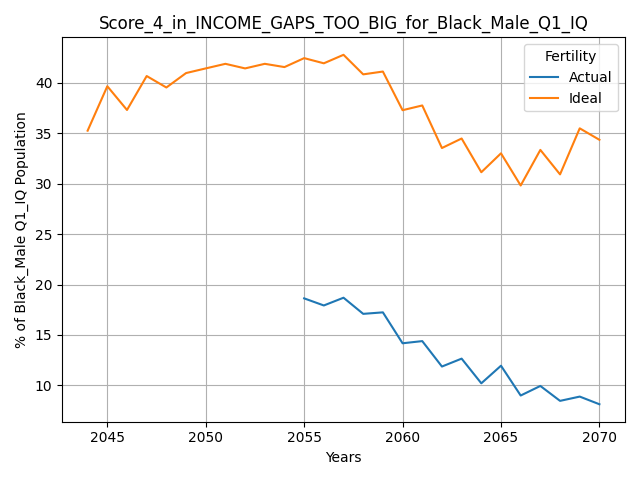 Score_4_in_INCOME_GAPS_TOO_BIG_for_Black_Male_Q1_IQ
Fertility
Actual
Ideal
% of Black_Male Q1_IQ Population
40
35
30
25
20
15
10
2045 2050 2055 2060 2065 2070
Years